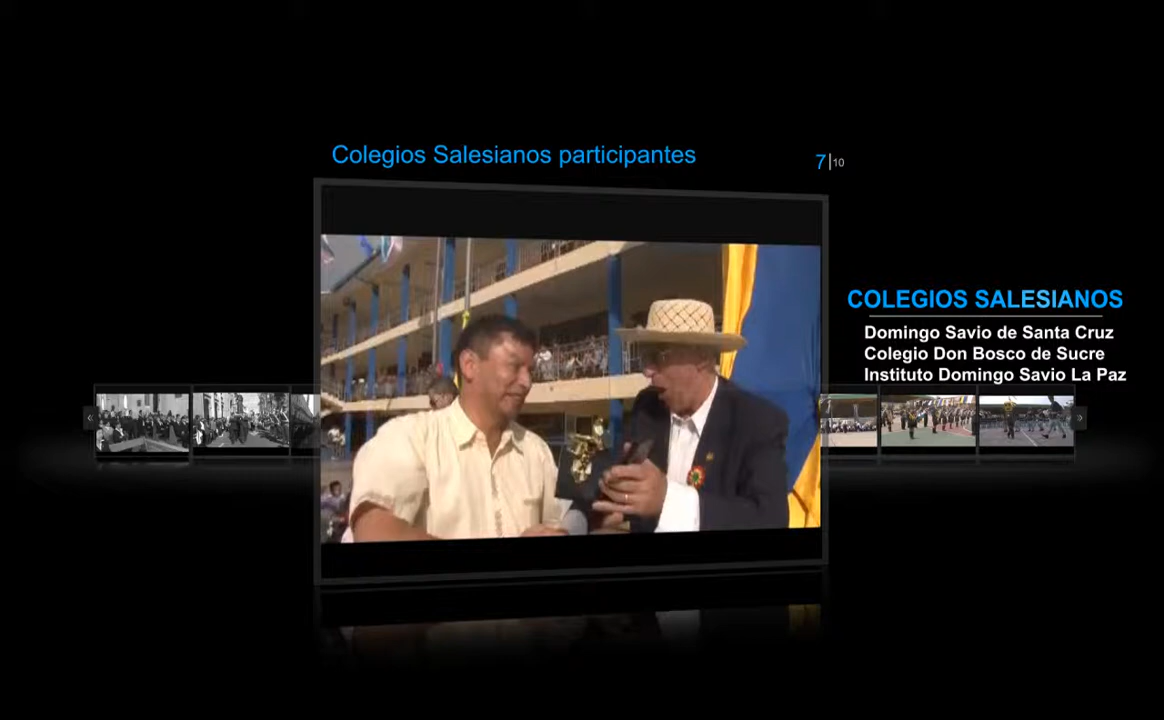 Colegios Salesianos participantes
7|10
COLEGIOS SALESIANOS
Domingo Savio de Santa Cruz
Colegio Don Bosco de Sucre
Instituto Domingo Savio La Paz